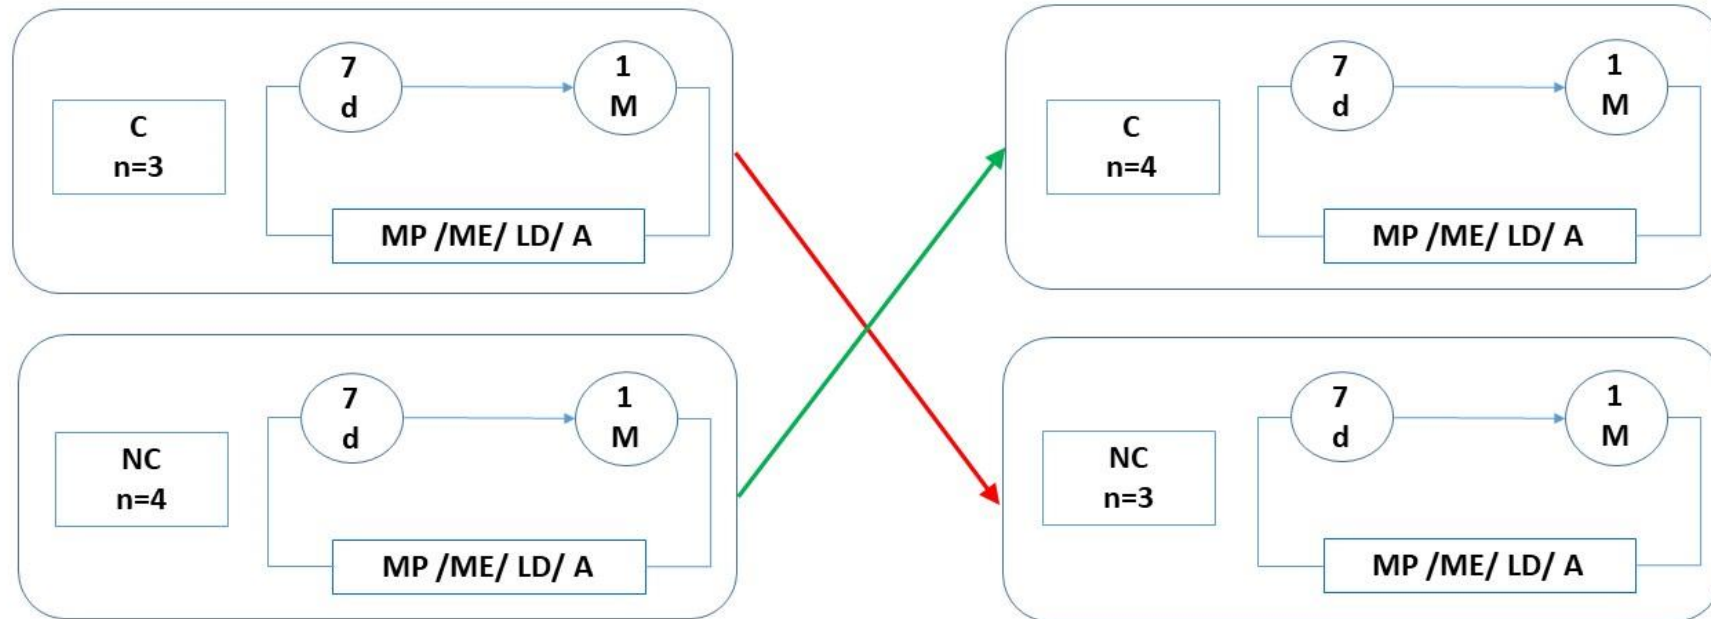 C
n=3
7
d
1
M
MP /ME/ LD/ A
C
n=4
7
d
1
M
MP /ME/ LD/ A
NC
n=4
7
d
1
M
MP /ME/ LD/ A
NC
n=3
7
d
1
M
MP /ME/ LD/ A